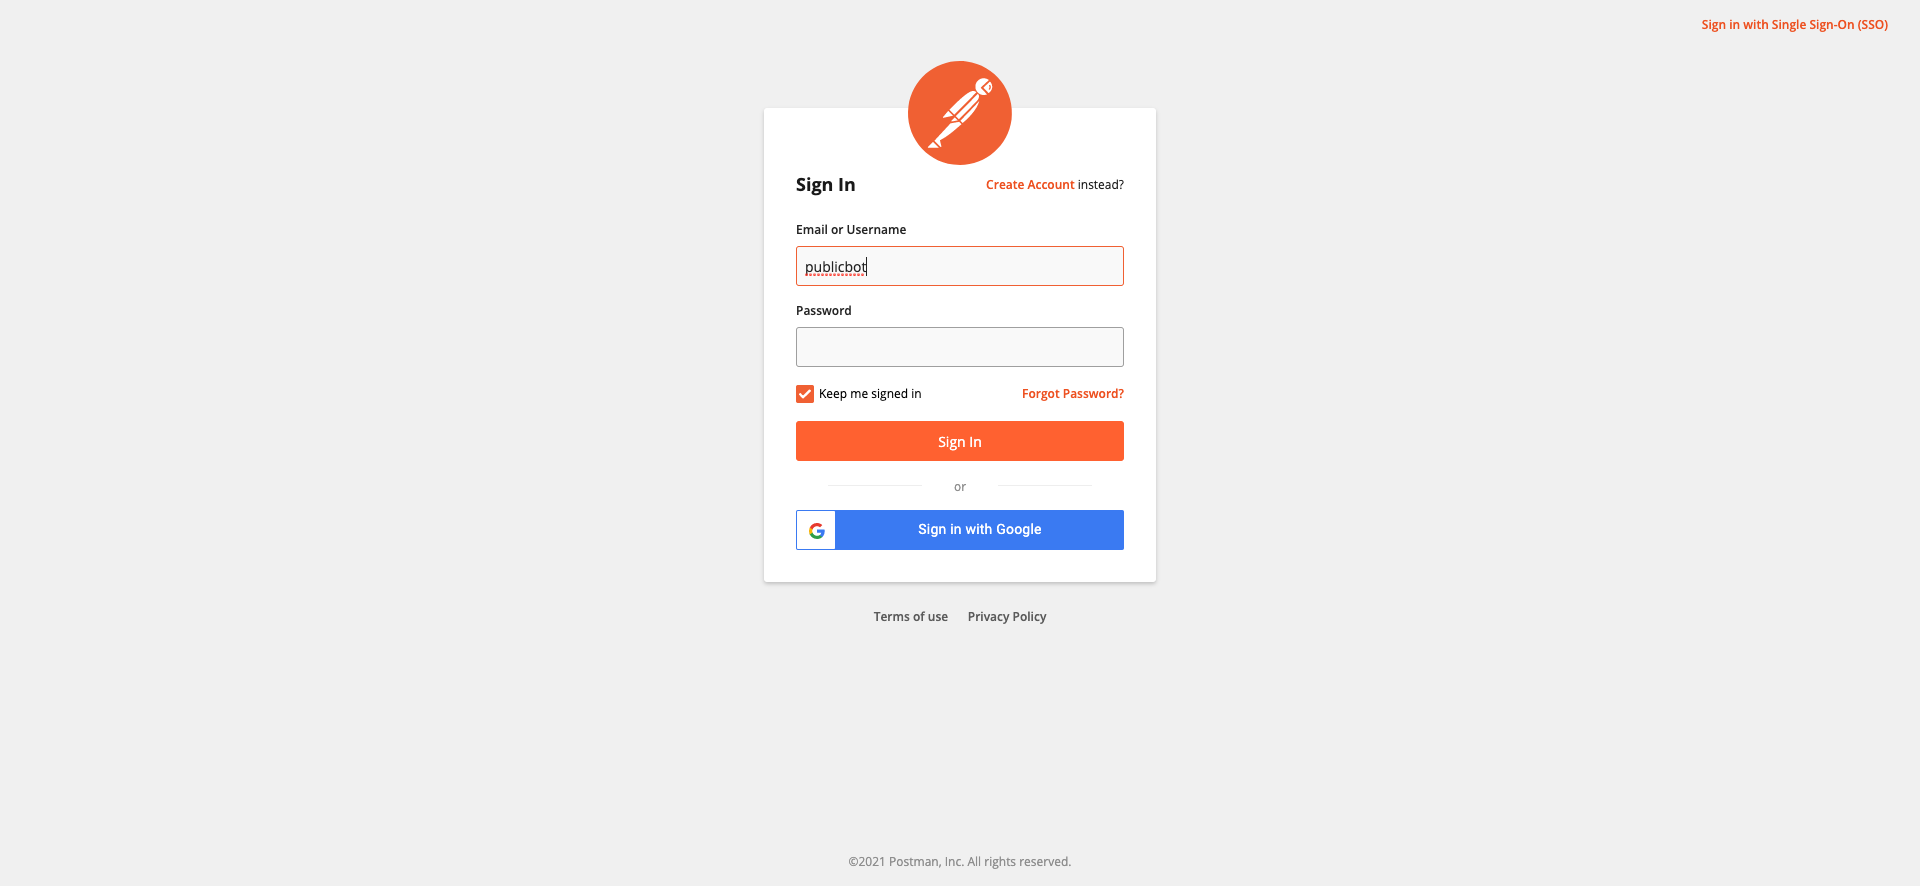 Sign in with Single Sign-On (SSO)
Sign In
Create Account instead?
Email or Username
publicbot
Password
Keep me signed in
Forgot Password?
Sign In
or
Sign in with Google
Terms of use
Privacy Policy
©2021 Postman, Inc. All rights reserved.